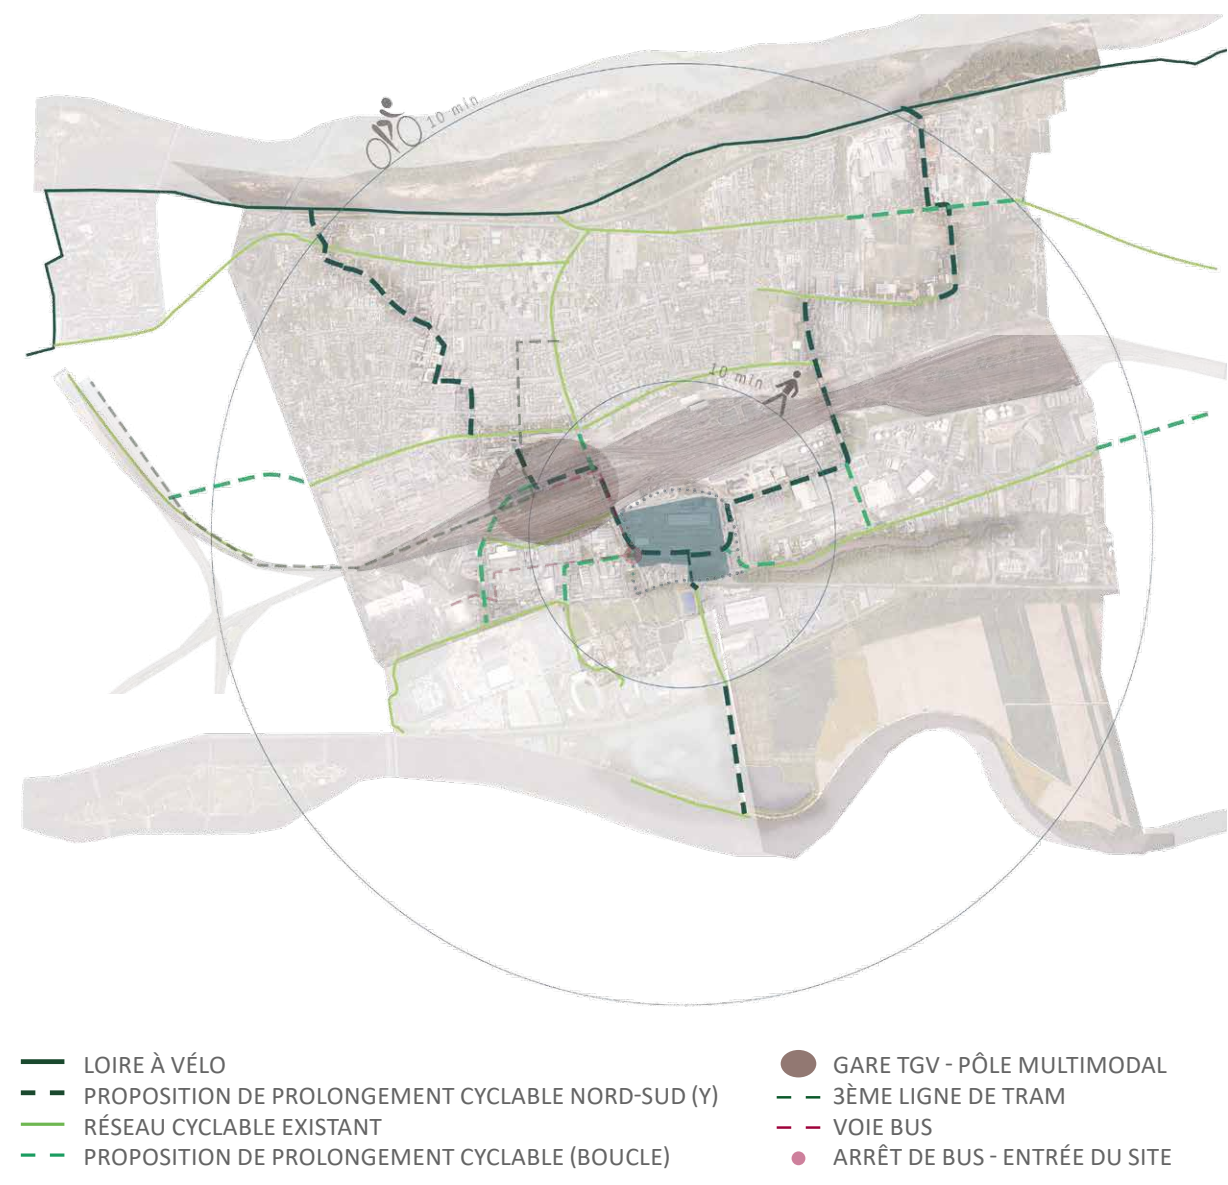 10 min
10 min
LOIRE À VÉLO
PROPOSITION DE PROLONGEMENT CYCLABLE NORD-SUD (Y)
RÉSEAU CYCLABLE EXISTANT
PROPOSITION DE PROLONGEMENT CYCLABLE (BOUCLE)
GARE TGV - PÔLE MULTIMODAL
3ÈME LIGNE DE TRAM
VOIE BUS
ARRÊT DE BUS - ENTRÉE DU SITE